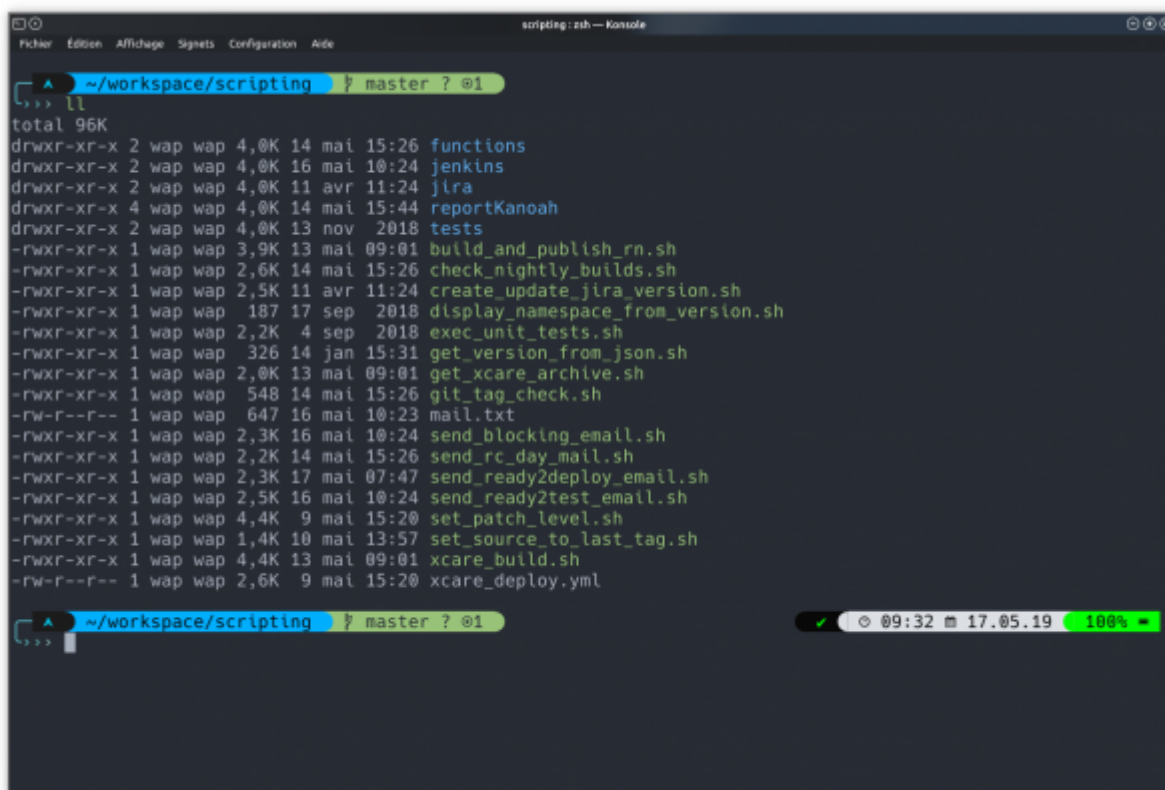 scripting : zsh — Konsole
Fichier Édition Affichage Signets Configuration Aide
~/workspace/scripting master ? 1
››› ll
total 96K
drwxr-xr-x 2 wap wap 4,0K 14 mai 15:26 functions
drwxr-xr-x 2 wap wap 4,0K 16 mai 10:24 jenkins
drwxr-xr-x 2 wap wap 4,0K 11 avr 11:24 jira
drwxr-xr-x 4 wap wap 4,0K 14 mai 15:44 reportKanoah
drwxr-xr-x 2 wap wap 4,0K 13 nov  2018 tests
-rwxr-xr-x 1 wap wap 3,9K 13 mai 09:01 build_and_publish_rn.sh
-rwxr-xr-x 1 wap wap 2,6K 14 mai 15:26 check_nightly_builds.sh
-rwxr-xr-x 1 wap wap 2,5K 11 avr 11:24 create_update_jira_version.sh
-rwxr-xr-x 1 wap wap  187 17 sep  2018 display_namespace_from_version.sh
-rwxr-xr-x 1 wap wap 2,2K  4 sep  2018 exec_unit_tests.sh
-rwxr-xr-x 1 wap wap  326 14 jan 15:31 get_version_from_json.sh
-rwxr-xr-x 1 wap wap 2,0K 13 mai 09:01 get_xcare_archive.sh
-rwxr-xr-x 1 wap wap  548 14 mai 15:26 git_tag_check.sh
-rw-r--r-- 1 wap wap  647 16 mai 10:23 mail.txt
-rwxr-xr-x 1 wap wap 2,3K 16 mai 10:24 send_blocking_email.sh
-rwxr-xr-x 1 wap wap 2,2K 14 mai 15:26 send_rc_day_mail.sh
-rwxr-xr-x 1 wap wap 2,3K 17 mai 07:47 send_ready2deploy_email.sh
-rwxr-xr-x 1 wap wap 2,5K 16 mai 10:24 send_ready2test_email.sh
-rwxr-xr-x 1 wap wap 4,4K  9 mai 15:20 set_patch_level.sh
-rwxr-xr-x 1 wap wap 1,4K 10 mai 13:57 set_source_to_last_tag.sh
-rwxr-xr-x 1 wap wap 4,4K 13 mai 09:01 xcare_build.sh
-rw-r--r-- 1 wap wap 2,6K  9 mai 15:20 xcare_deploy.yml
~/workspace/scripting master ? 1 ✓ 09:32 17.05.19 100%
›››